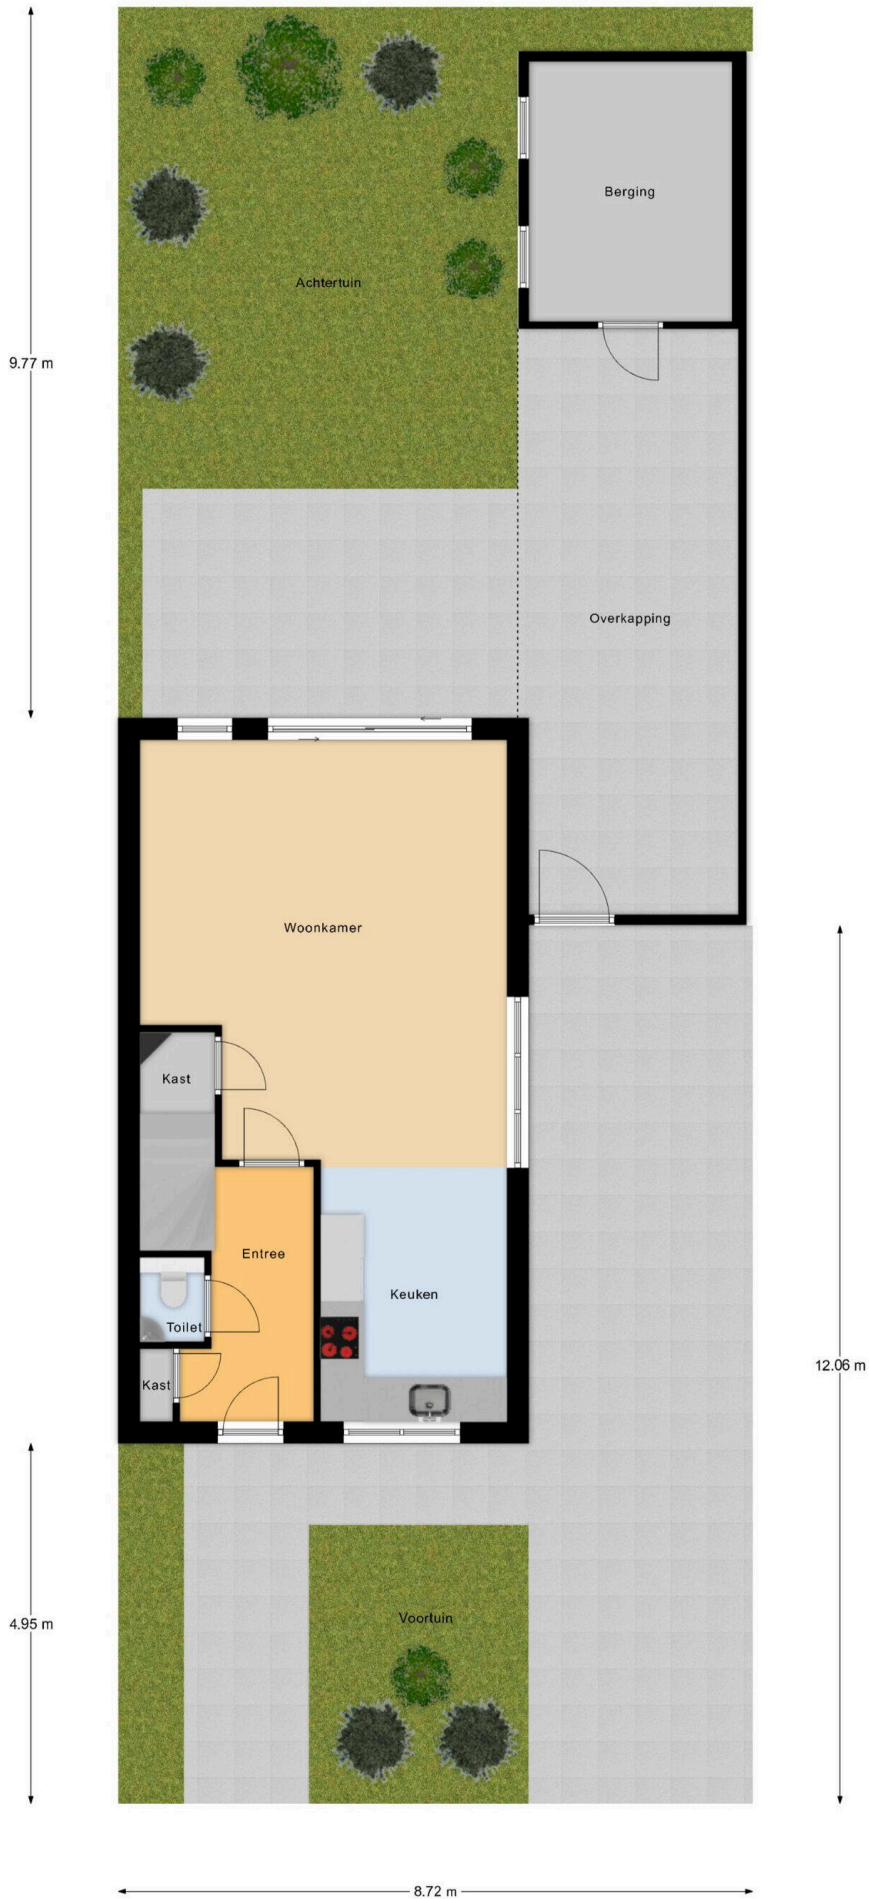 Berging
Achtertuin
9.77 m
Overkapping
Woonkamer
Kast
Entree
Keuken
Toilet
Kast
12.06 m
Voortuin
4.95 m
8.72 m